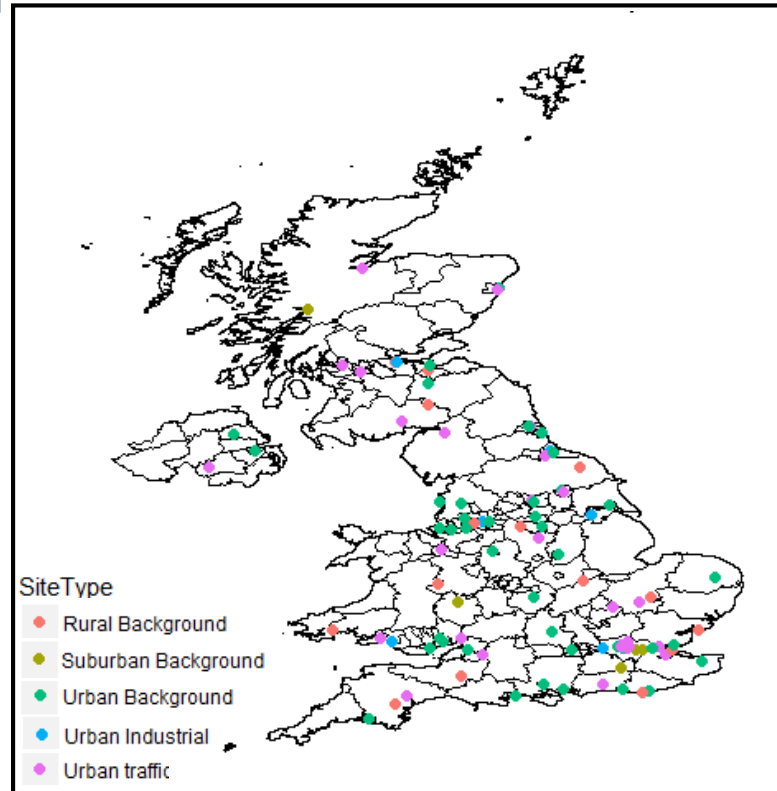 SiteType
Rural Background
Suburban Background
Urban Background
Urban Industrial
Urban traffic